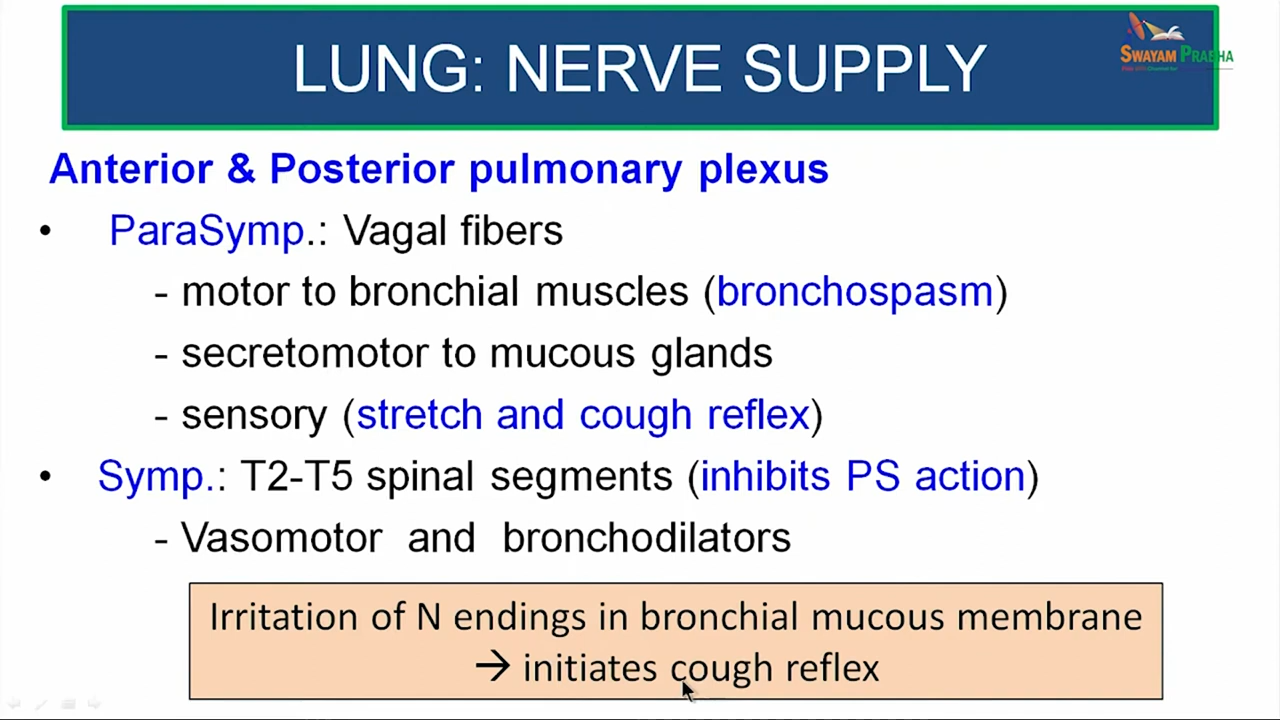 LUNG: NERVE SUPPLY
SWAYAM PRABHA
Anterior & Posterior pulmonary plexus
• ParaSymp.: Vagal fibers
- motor to bronchial muscles (bronchospasm)
- secretomotor to mucous glands
- sensory (stretch and cough reflex)
• Symp.: T2-T5 spinal segments (inhibits PS action)
- Vasomotor and bronchodilators
Irritation of N endings in bronchial mucous membrane
→ initiates cough reflex